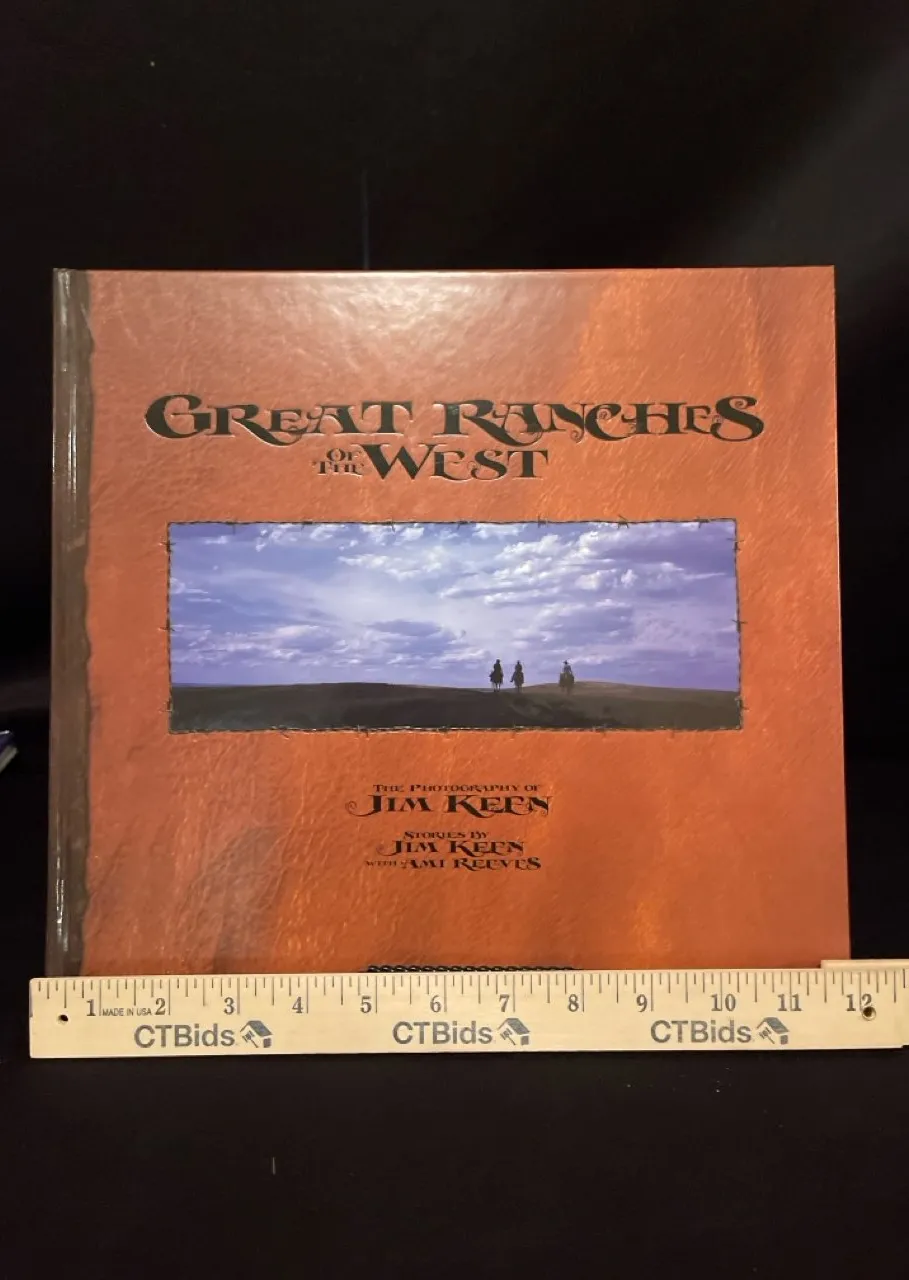 GREAT RANCHES
OF THE WEST
THE PHOTOGRAPHY OF
JIM KEEN
STORIES BY
JIM KEEN
WITH AMI REEVES
1 MADE IN USA 2 3 4 5 6 7 8 9 10 11 12
CTBids CTBids CTBids